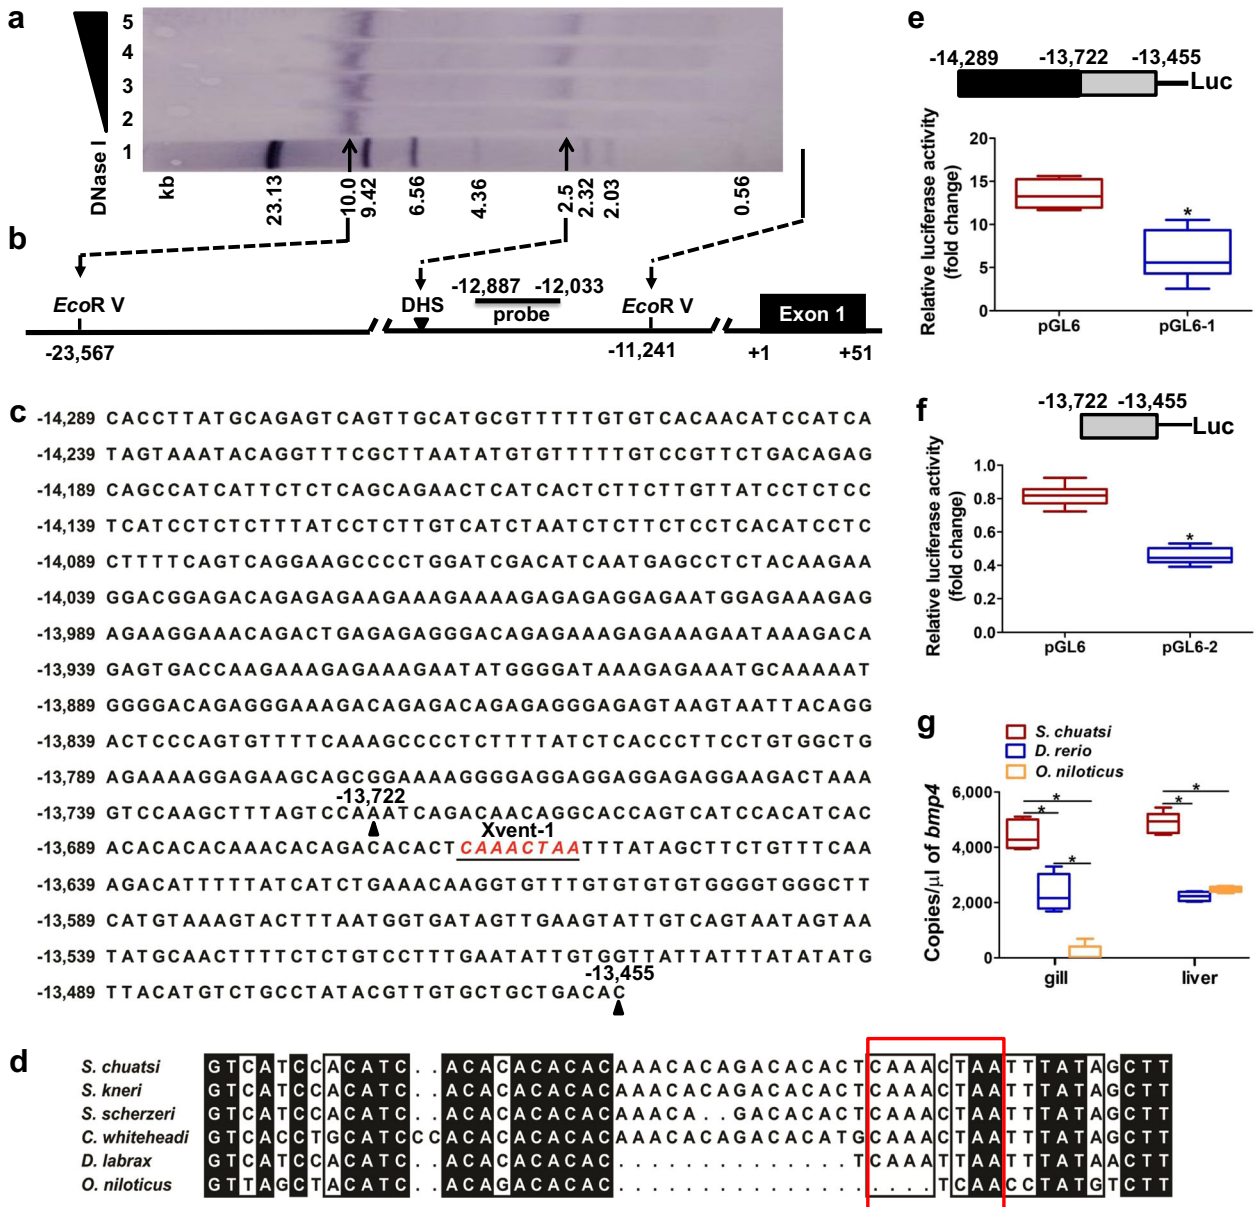 a
5
4
3
2
1
DNase I
kb
23.13
10.0
9.42
6.56
4.36
2.5
2.32
2.03
0.56
b
EcoR V
DHS
-12,887 -12,033
probe
EcoR V
Exon 1
-23,567
-11,241
+1
+51
c
-14,289 CACCTTATGCAGAGTCAGTTGCATGCGTTTTTGTGTCACAACATCCATCA
-14,239 TAGTAAATACAGGTTTCGCTTAATATGTGTTTTTGTCCGTTCTGACAGAG
-14,189 CAGCCATCATTCTCTCAGCAGAACTCATCACTCTTCTTGTTATCCTCTCC
-14,139 TCATCCTCTCTTTATCCTCTTGTCATCTAATCTCTTCTCCTCACATCCTC
-14,089 CTTTTCAGTCAGGAAGCCCCTGGATCGACATCAATGAGCCTCTACAAGAA
-14,039 GGACGGAGACAGAGAGAAGAAAGAAAAGAGAGAGGAGAATGGAGAAAGAG
-13,989 AGAAGGAAACAGACTGAGAGAGGGACAGAGAAAGAGAAAGAATAAAGACA
-13,939 GAGTGACCAAGAAAGAGAAAGAATATGGGGATAAAGAGAAATGCAAAAAT
-13,889 GGGGACAGAGGGAAAGACAGAGACAGAGAGGGAGAGTAAGTAATTACAGG
-13,839 ACTCCCAGTGTTTTCAAAGCCCCTCTTTTATCTCACCCTTCCTGTGGCTG
-13,789 AGAAAAGGAGAAGCAGCGGAAAAGGGGAGGAGGAGGAGAGGAAGACTAAA
-13,722
-13,739 GTCCAAGCTTTAGTCCAAATCAGACAACAGGCACCAGTCATCCACATCAC
Xvent-1
-13,689 ACACACACAAACACAGACACACTCAAACTAATTTATAGCTTCTGTTTCAA
-13,639 AGACATTTTTATCATCTGAAACAAGGTGTTTGTGTGTGTGGGGTGGGCTT
-13,589 CATGTAAAGTACTTTAATGGTGATAGTTGAAGTATTGTCAGTAATAGTAA
-13,539 TATGCAACTTTTCTCTGTCCTTTGAATATTGTGGTTATTATTTATATATG
-13,455
-13,489 TTACATGTCTGCCTATACGTTGTGCTGCTGACAC
d
S. chuatsi GTCATCCACATC..ACACACACACAAACACAGACACACTCAAACTAATTTATAGCTT
S. kneri GTCATCCACATC..ACACACACACAAACACAGACACACTCAAACTAATTTATAGCTT
S. scherzeri GTCATCCACATC..ACACACACACAAACA..GACACACTCAAACTAATTTATAGCTT
C. whiteheadi GTCACCTGCATCCCACACACACACAAACACAGACACATGCAAACTAATTTATAGCTT
D. labrax GTCATCCACATC..ACACACACAC..............TCAAATTAATTTATAACTT
O. niloticus GTTAGCTACATC..ACAGACACAC...................TCAACCTATGTCTT
e
-14,289 -13,722 -13,455
Luc
Relative luciferase activity
(fold change)
20
15
10
5
0
*
pGL6 pGL6-1
f
-13,722 -13,455
Luc
Relative luciferase activity
(fold change)
1.0
0.8
0.6
0.4
0.2
0.0
*
pGL6 pGL6-2
g
S. chuatsi
D. rerio
O. niloticus
Copies/μl of bmp4
6,000
4,000
2,000
0
*
*
*
*
*
gill liver